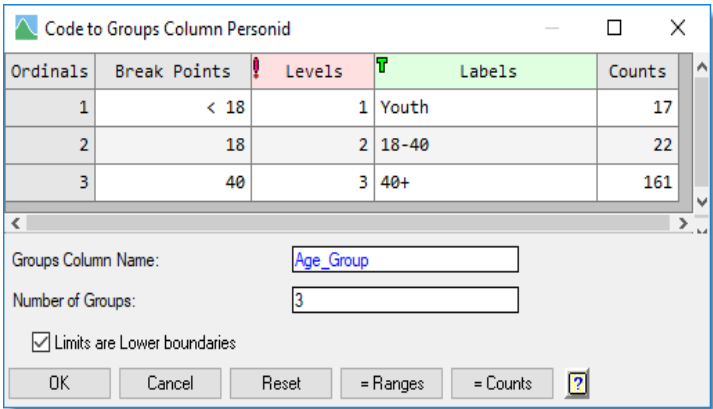 Code to Groups Column Personid
Ordinals Break Points Levels T Labels Counts
1 < 18 1 Youth 17
2 18 2 18-40 22
3 40 3 40+ 161
Groups Column Name: Age_Group
Number of Groups: 3
Limits are Lower boundaries
OK Cancel Reset = Ranges = Counts ?